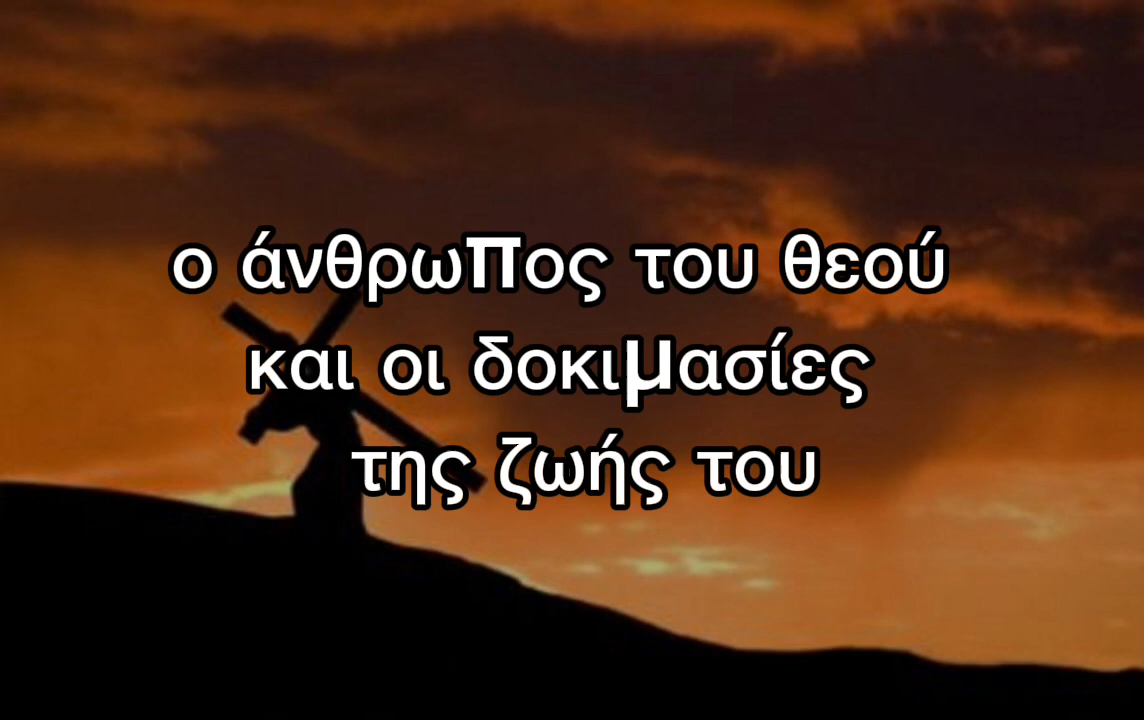 ο άνθρωπος του θεού
και οι δοκιμασίες
της ζωής του